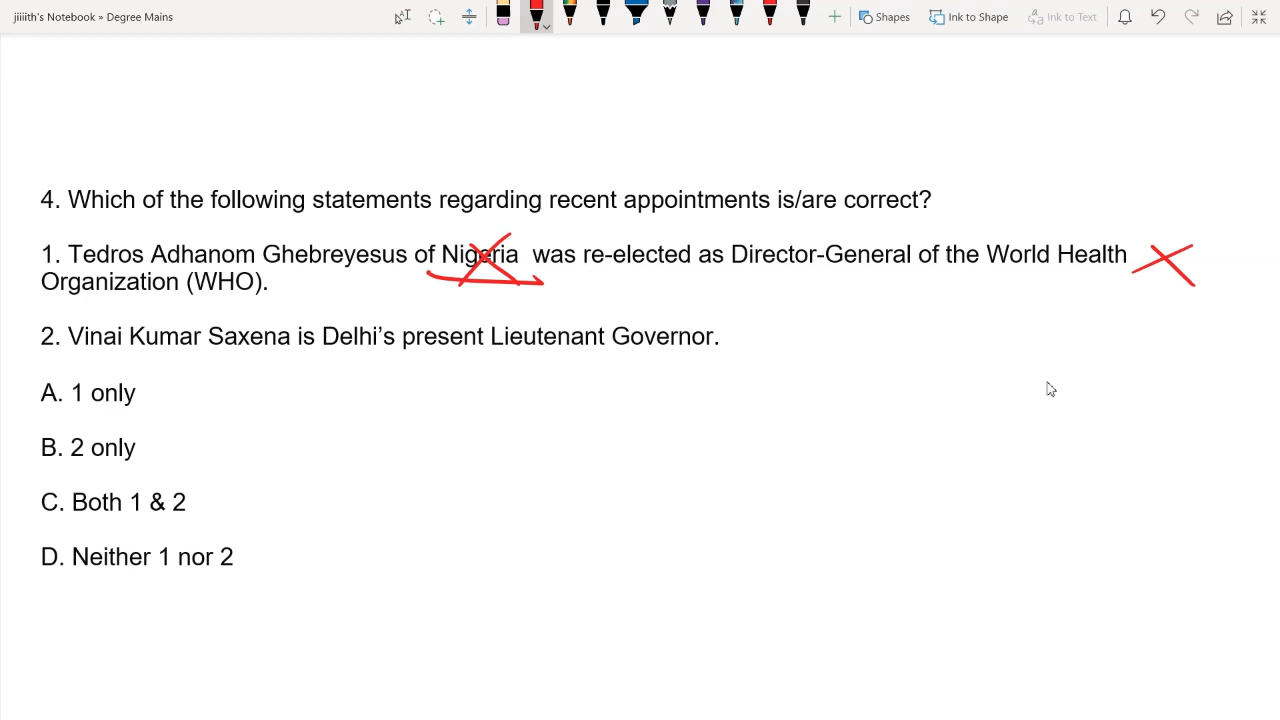 jiiiith's Notebook » Degree Mains
Shapes
Ink to Shape
Ink to Text
4. Which of the following statements regarding recent appointments is/are correct?
1. Tedros Adhanom Ghebreyesus of Nigeria was re-elected as Director-General of the World Health
Organization (WHO).
2. Vinai Kumar Saxena is Delhi’s present Lieutenant Governor.
A. 1 only
B. 2 only
C. Both 1 & 2
D. Neither 1 nor 2